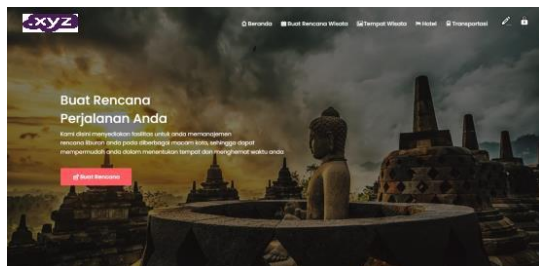 .xyz
Beranda Buat Rencana Wisata Tempat Wisata Hotel Transportasi
Buat Rencana
Perjalanan Anda
Kami disini menyediakan fasilitas untuk anda memanajemen
rencana liburan anda pada diberbagai macam kota, sehingga dapat
mempermudah anda dalam menentukan tempat dan menghemat waktu anda
Buat Rencana